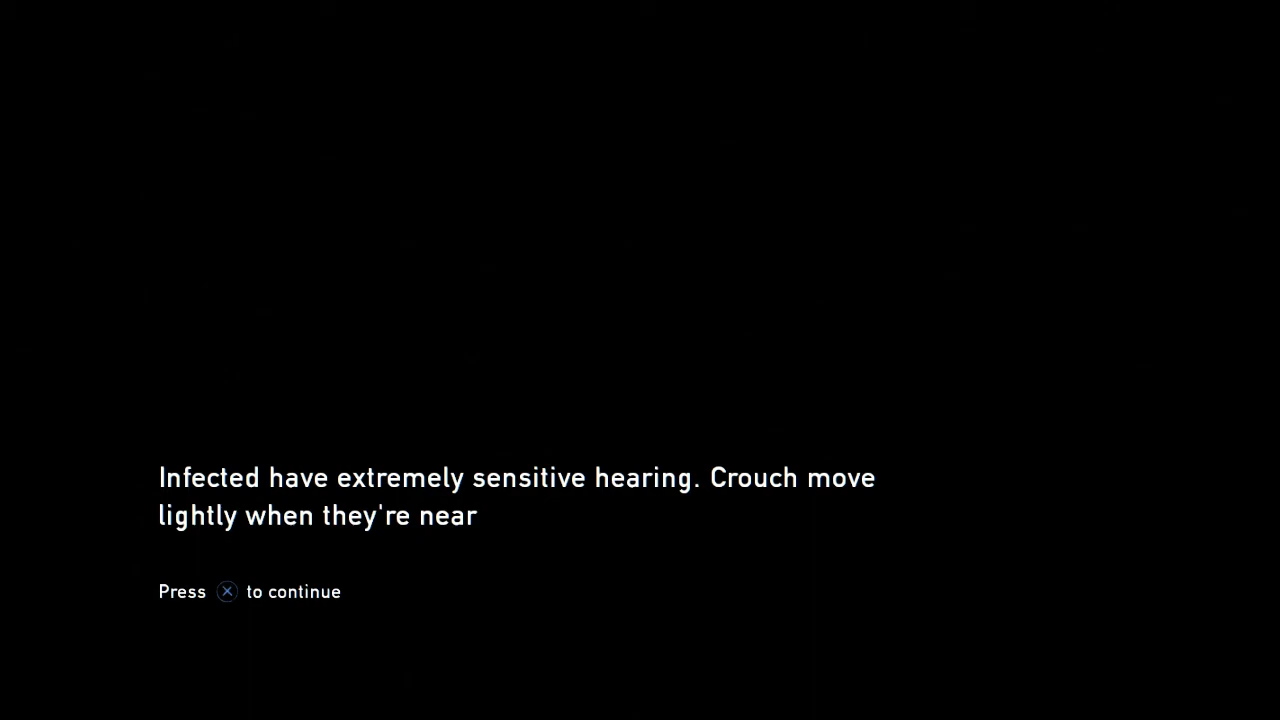 Infected have extremely sensitive hearing. Crouch move
lightly when they're near
Press ⓧ to continue